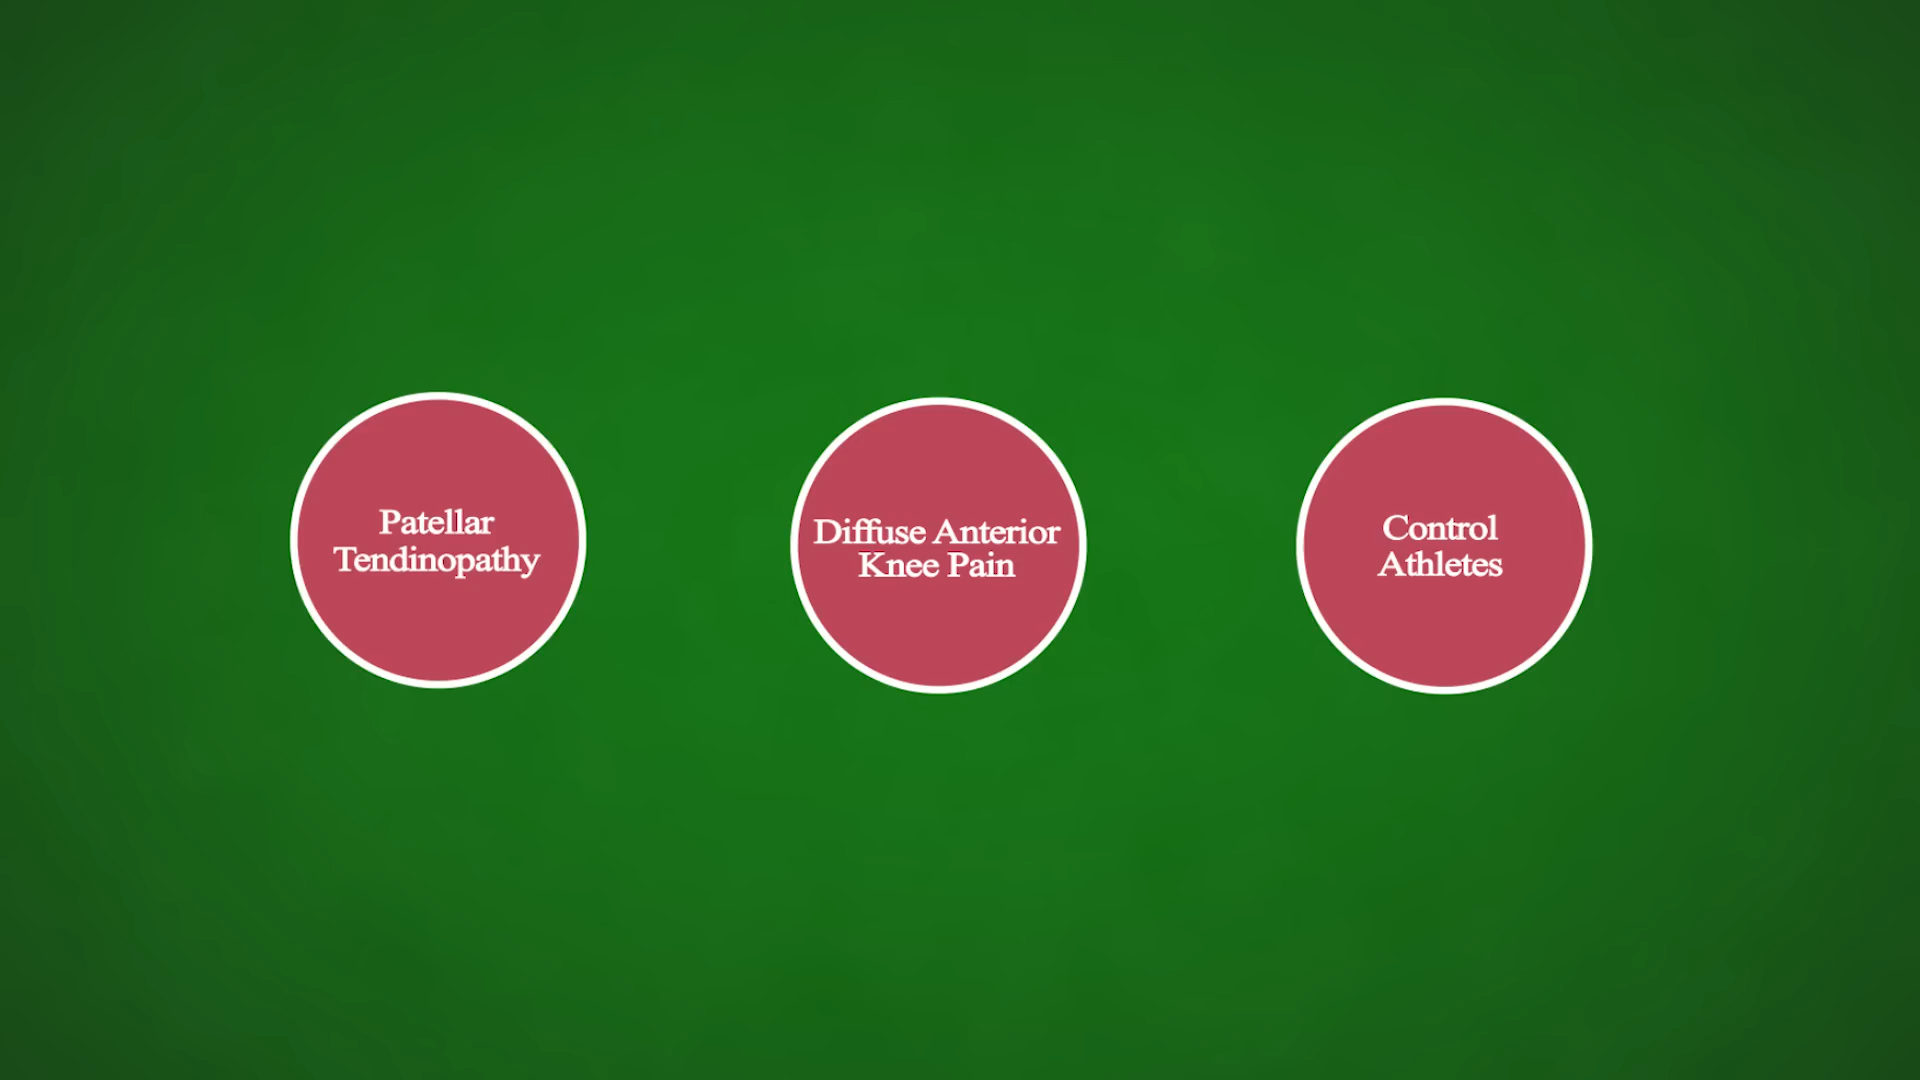 Patellar
Tendinopathy
Diffuse Anterior
Knee Pain
Control
Athletes